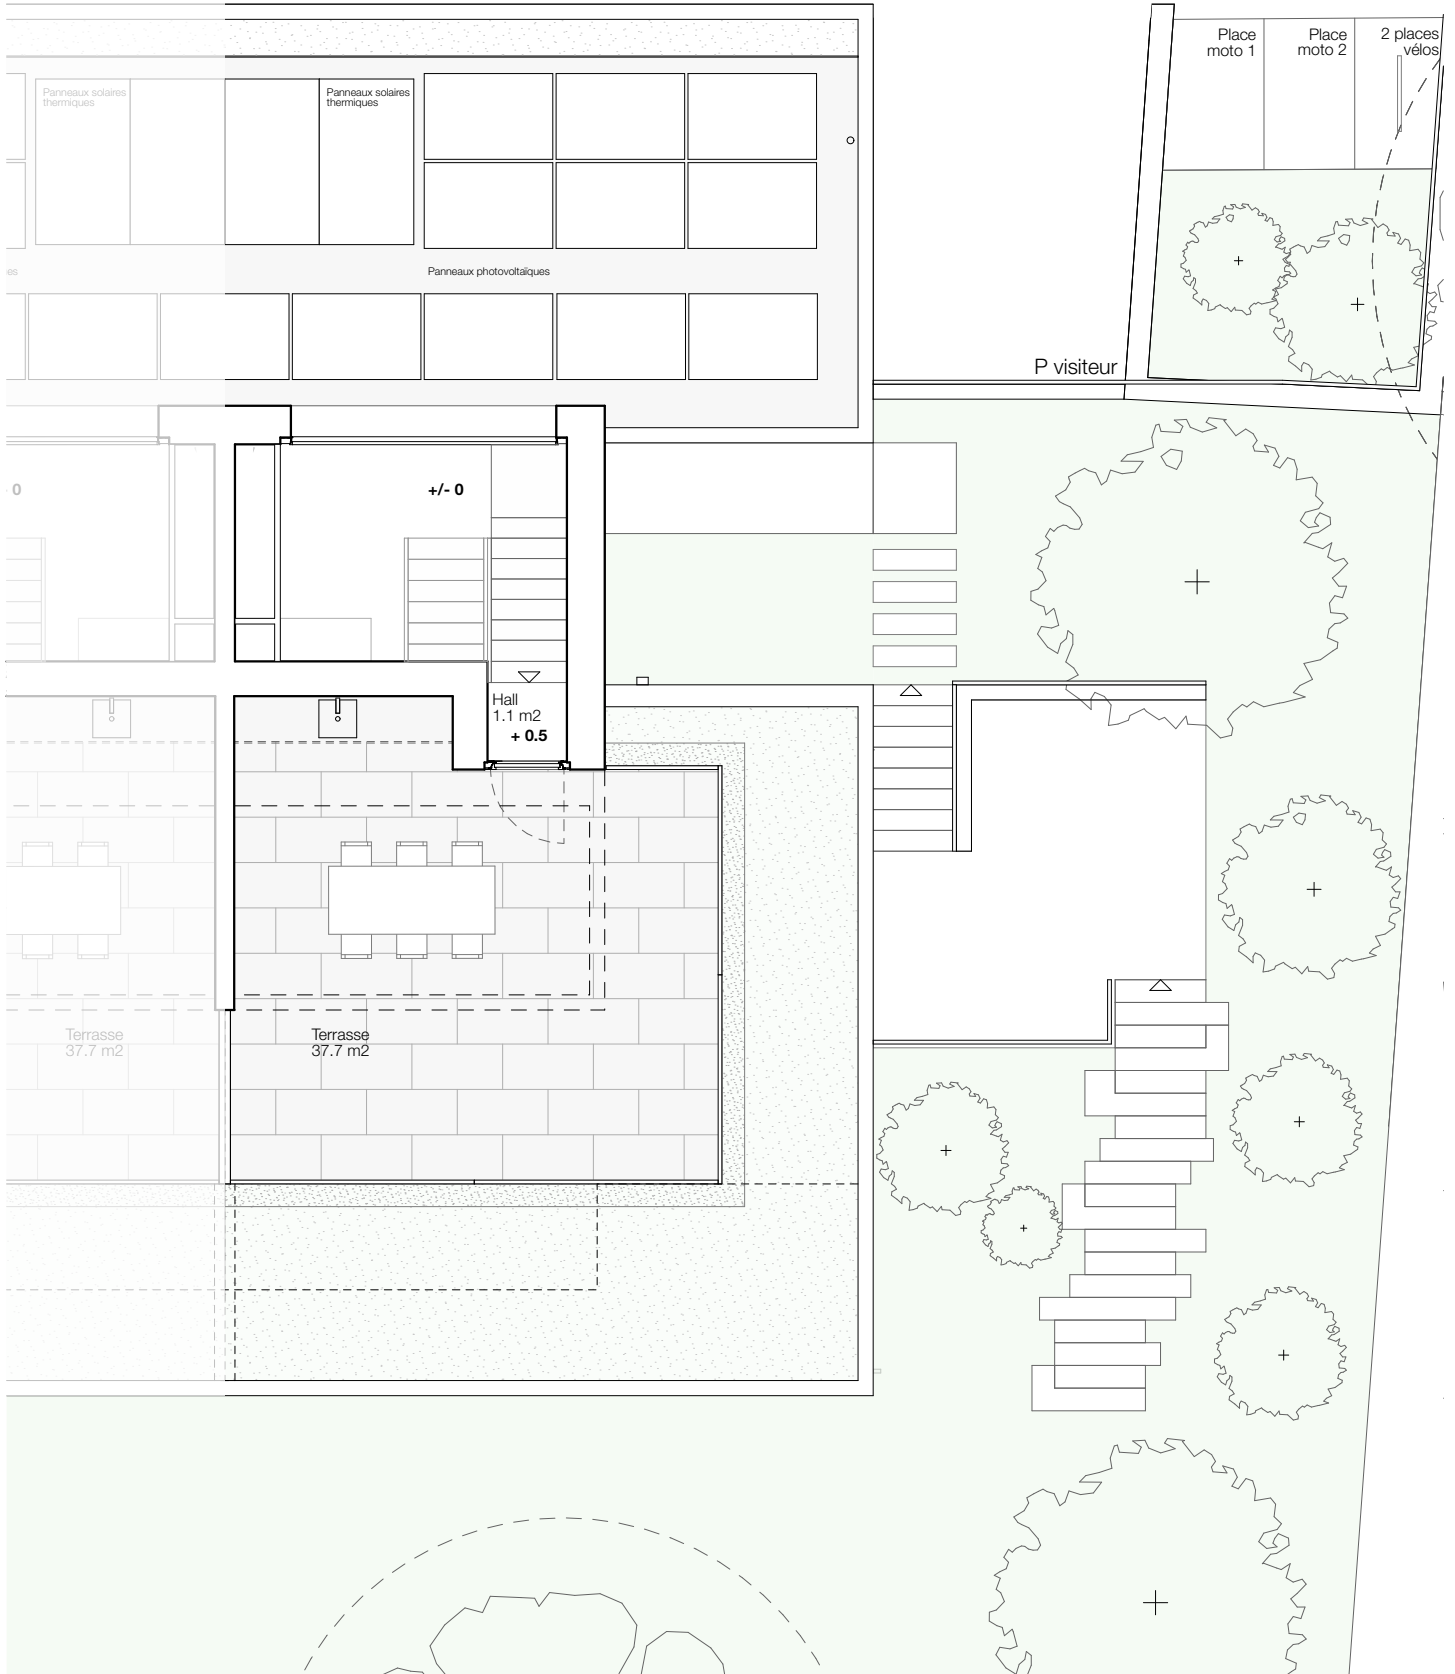 Place
moto 1
Place
moto 2
2 places
vélos
Panneaux solaires
thermiques
Panneaux solaires
thermiques
es
Panneaux photovoltaïques
P visiteur
0
+/- 0
Hall
1.1 m2
+ 0.5
Terrasse
37.7 m2
Terrasse
37.7 m2